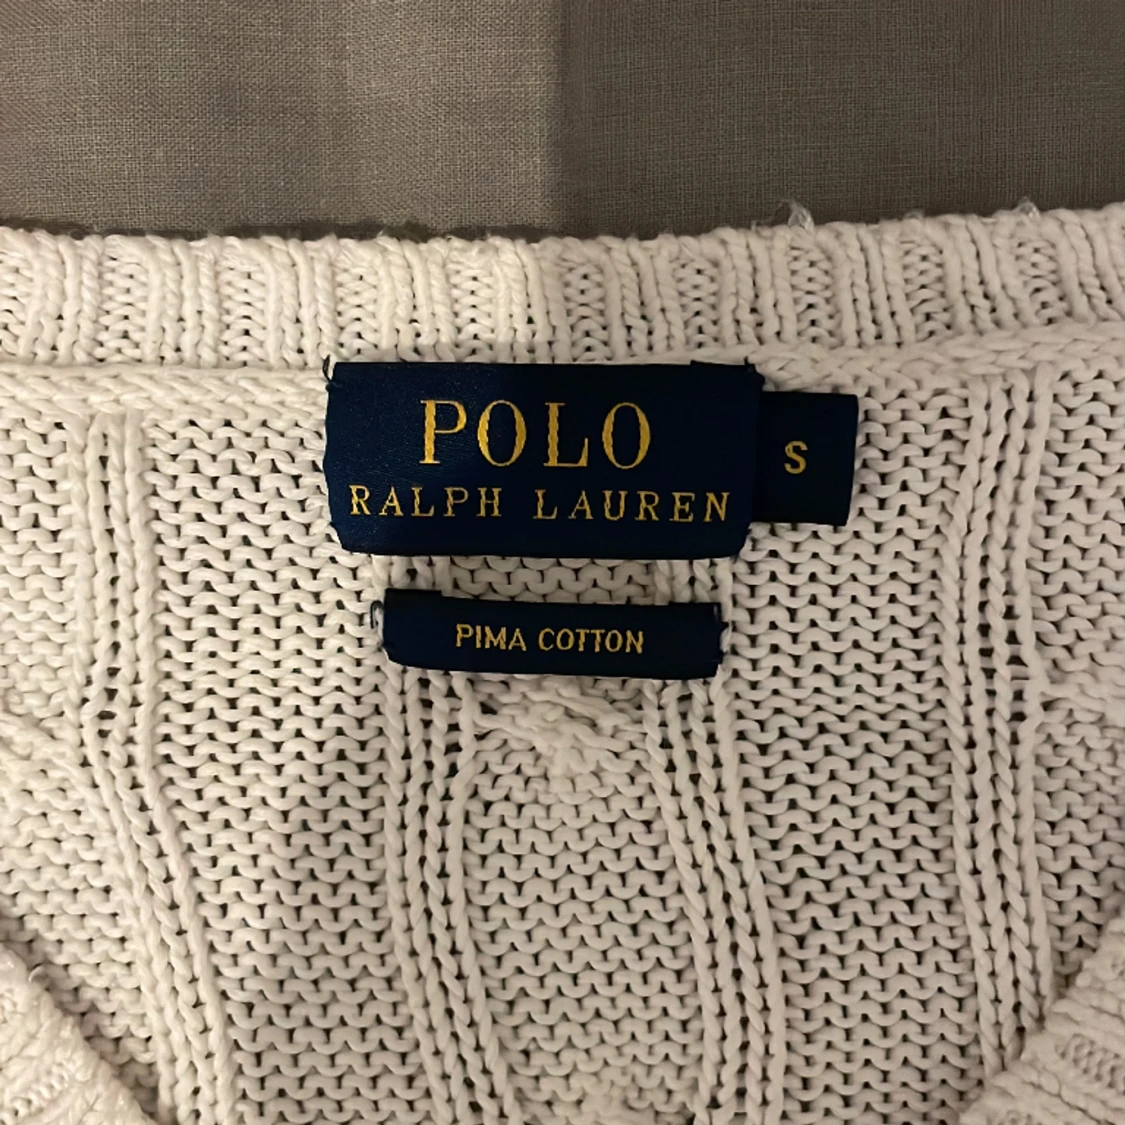 POLO
RALPH LAUREN
S
PIMA COTTON